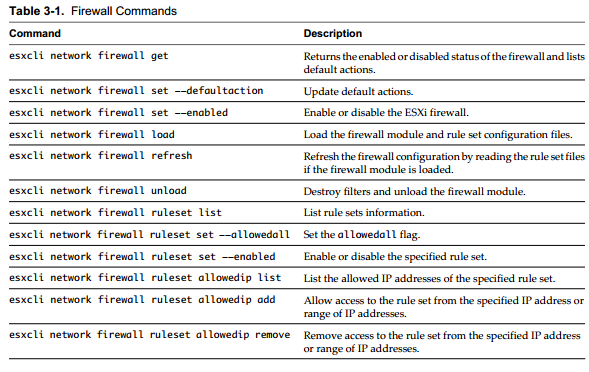 Table 3-1. Firewall Commands
Command Description
esxcli network firewall get Returns the enabled or disabled status of the firewall and lists
default actions.
esxcli network firewall set --defaultaction Update default actions.
esxcli network firewall set --enabled Enable or disable the ESXi firewall.
esxcli network firewall load Load the firewall module and rule set configuration files.
esxcli network firewall refresh Refresh the firewall configuration by reading the rule set files
if the firewall module is loaded.
esxcli network firewall unload Destroy filters and unload the firewall module.
esxcli network firewall ruleset list List rule sets information.
esxcli network firewall ruleset set --allowedall Set the allowedall flag.
esxcli network firewall ruleset set --enabled Enable or disable the specified rule set.
esxcli network firewall ruleset allowedip list List the allowed IP addresses of the specified rule set.
esxcli network firewall ruleset allowedip add Allow access to the rule set from the specified IP address or
range of IP addresses.
esxcli network firewall ruleset allowedip remove Remove access to the rule set from the specified IP address
or range of IP addresses.